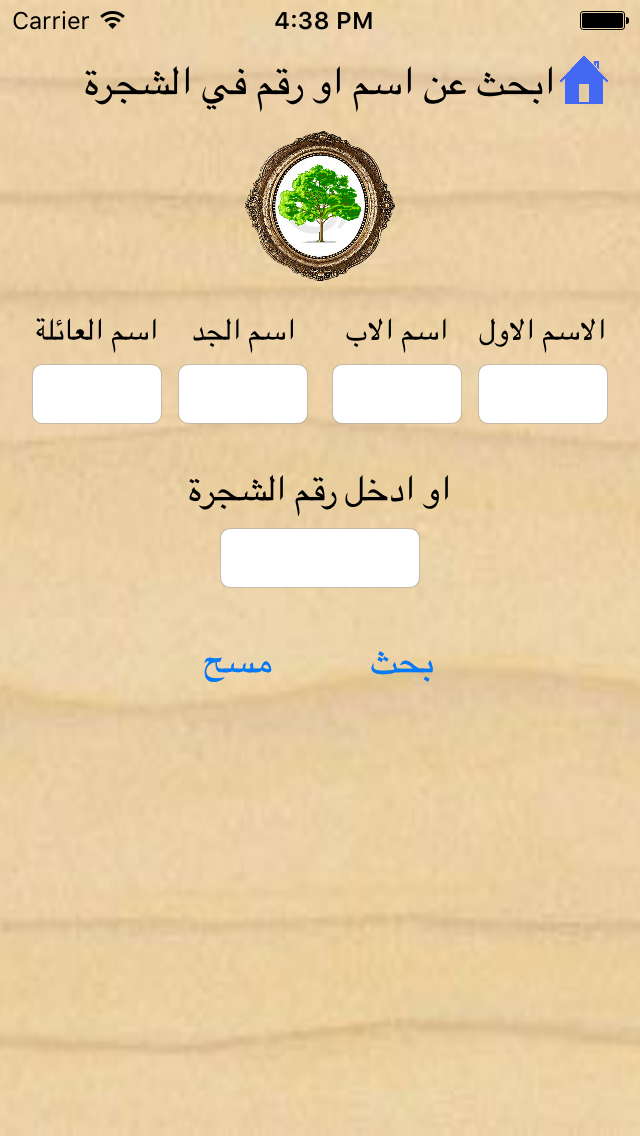 Carrier 4:38 PM
ابحث عن اسم او رقم في الشجرة
الاسم الاول اسم الاب اسم الجد اسم العائلة
او ادخل رقم الشجرة
بحث مسح